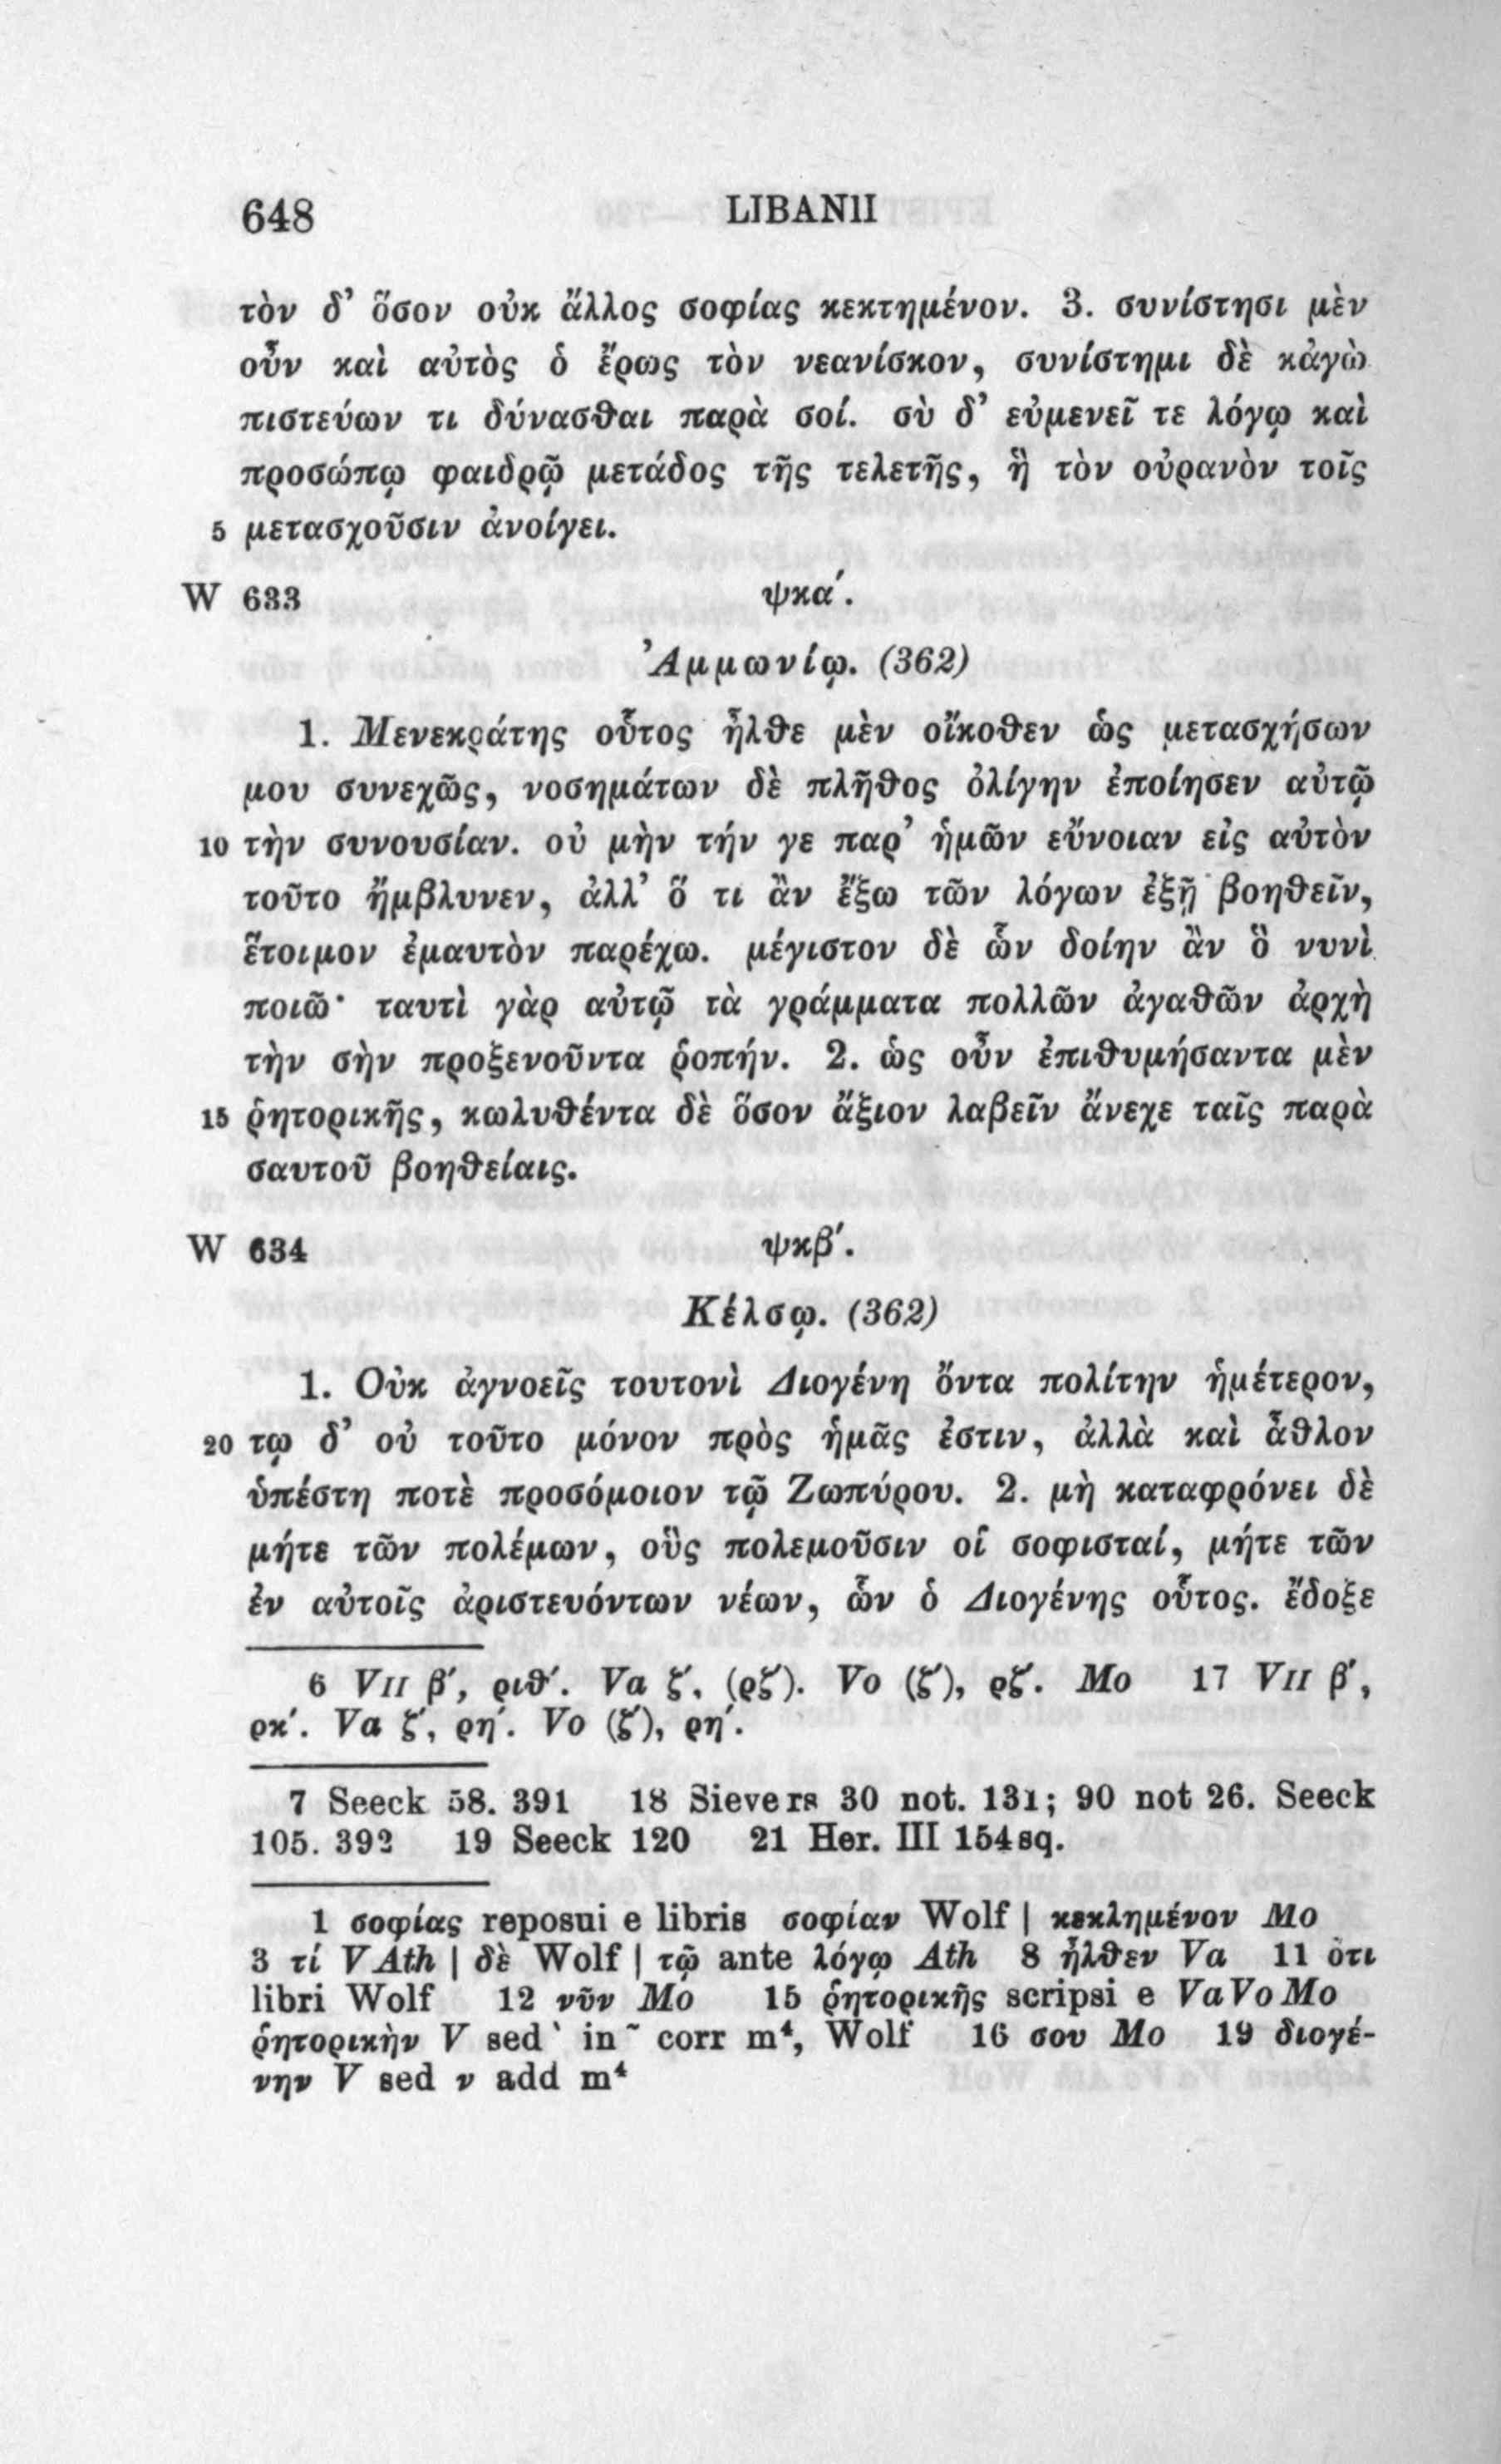 648 LIBANII
τὸν δ’ ὅσον οὐκ ἄλλος σοφίας κεκτημένον. 3. συνίστησι μὲν
οὖν καὶ αὐτὸς ὁ ἔρως τὸν νεανίσκον, συνίστημι δὲ κἀγὼ
πιστεύων τι δύνασθαι παρὰ σοί. σὺ δ’ εὐμενεῖ τε λόγῳ καὶ
προσώπῳ φαιδρῷ μετάδος τῆς τελετῆς, ἣ τὸν οὐρανὸν τοῖς
5 μετασχοῦσιν ἀνοίγει.
W 633 ψκα΄.
Ἀμμωνίῳ. (362)
1. Μενεκράτης οὗτος ἦλθε μὲν οἴκοθεν ὡς μετασχήσων
μου συνεχῶς, νοσημάτων δὲ πλῆθος ὀλίγην ἐποίησεν αὐτῷ
10 τὴν συνουσίαν. οὐ μὴν τήν γε παρ’ ἡμῶν εὔνοιαν εἰς αὐτὸν
τοῦτο ἤμβλυνεν, ἀλλ’ ὅ τι ἂν ἔξω τῶν λόγων ἐξῇ βοηθεῖν,
ἕτοιμον ἐμαυτὸν παρέχω. μέγιστον δὲ ὧν δοίην ἂν ὃ νυνὶ
ποιῶ· ταυτὶ γὰρ αὐτῷ τὰ γράμματα πολλῶν ἀγαθῶν ἀρχὴ
τὴν σὴν προξενοῦντα ῥοπήν. 2. ὡς οὖν ἐπιθυμήσαντα μὲν
15 ῥητορικῆς, κωλυθέντα δὲ ὅσον ἄξιον λαβεῖν ἄνεχε ταῖς παρὰ
σαυτοῦ βοηθείαις.
W 634 ψκβ΄.
Κέλσῳ. (362)
1. Οὐκ ἀγνοεῖς τουτονὶ Διογένη ὄντα πολίτην ἡμέτερον,
20 τῳ δ’ οὐ τοῦτο μόνον πρὸς ἡμᾶς ἐστιν, ἀλλὰ καὶ ἆθλον
ὑπέστη ποτὲ προσόμοιον τῷ Ζωπύρου. 2. μὴ καταφρόνει δὲ
μήτε τῶν πολέμων, οὓς πολεμοῦσιν οἱ σοφισταί, μήτε τῶν
ἐν αὐτοῖς ἀριστευόντων νέων, ὧν ὁ Διογένης οὗτος. ἔδοξε
6 VII β΄, ριθ΄. Va ζ΄, (ρζ΄). Vo (ζ΄), ρζ΄. Mo 17 VII β΄,
ρκ΄. Va ζ΄, ρη΄. Vo (ζ΄), ρη΄.
7 Seeck 58. 391 18 Sievers 30 not. 131; 90 not 26. Seeck
105. 392 19 Seeck 120 21 Her. III 154 sq.
1 σοφίας reposui e libris σοφίαν Wolf | κεκλημένον Mo
3 τί V Ath | δὲ Wolf | τῷ ante λόγῳ Ath 8 ἦλθεν Va 11 ὅτι
libri Wolf 12 νῦν Mo 15 ῥητορικῆς scripsi e Va Vo Mo
ῥητορικὴν V sed ` in ~ corr m⁴, Wolf 16 σου Mo 19 διογέ-
νην V sed ν add m⁴